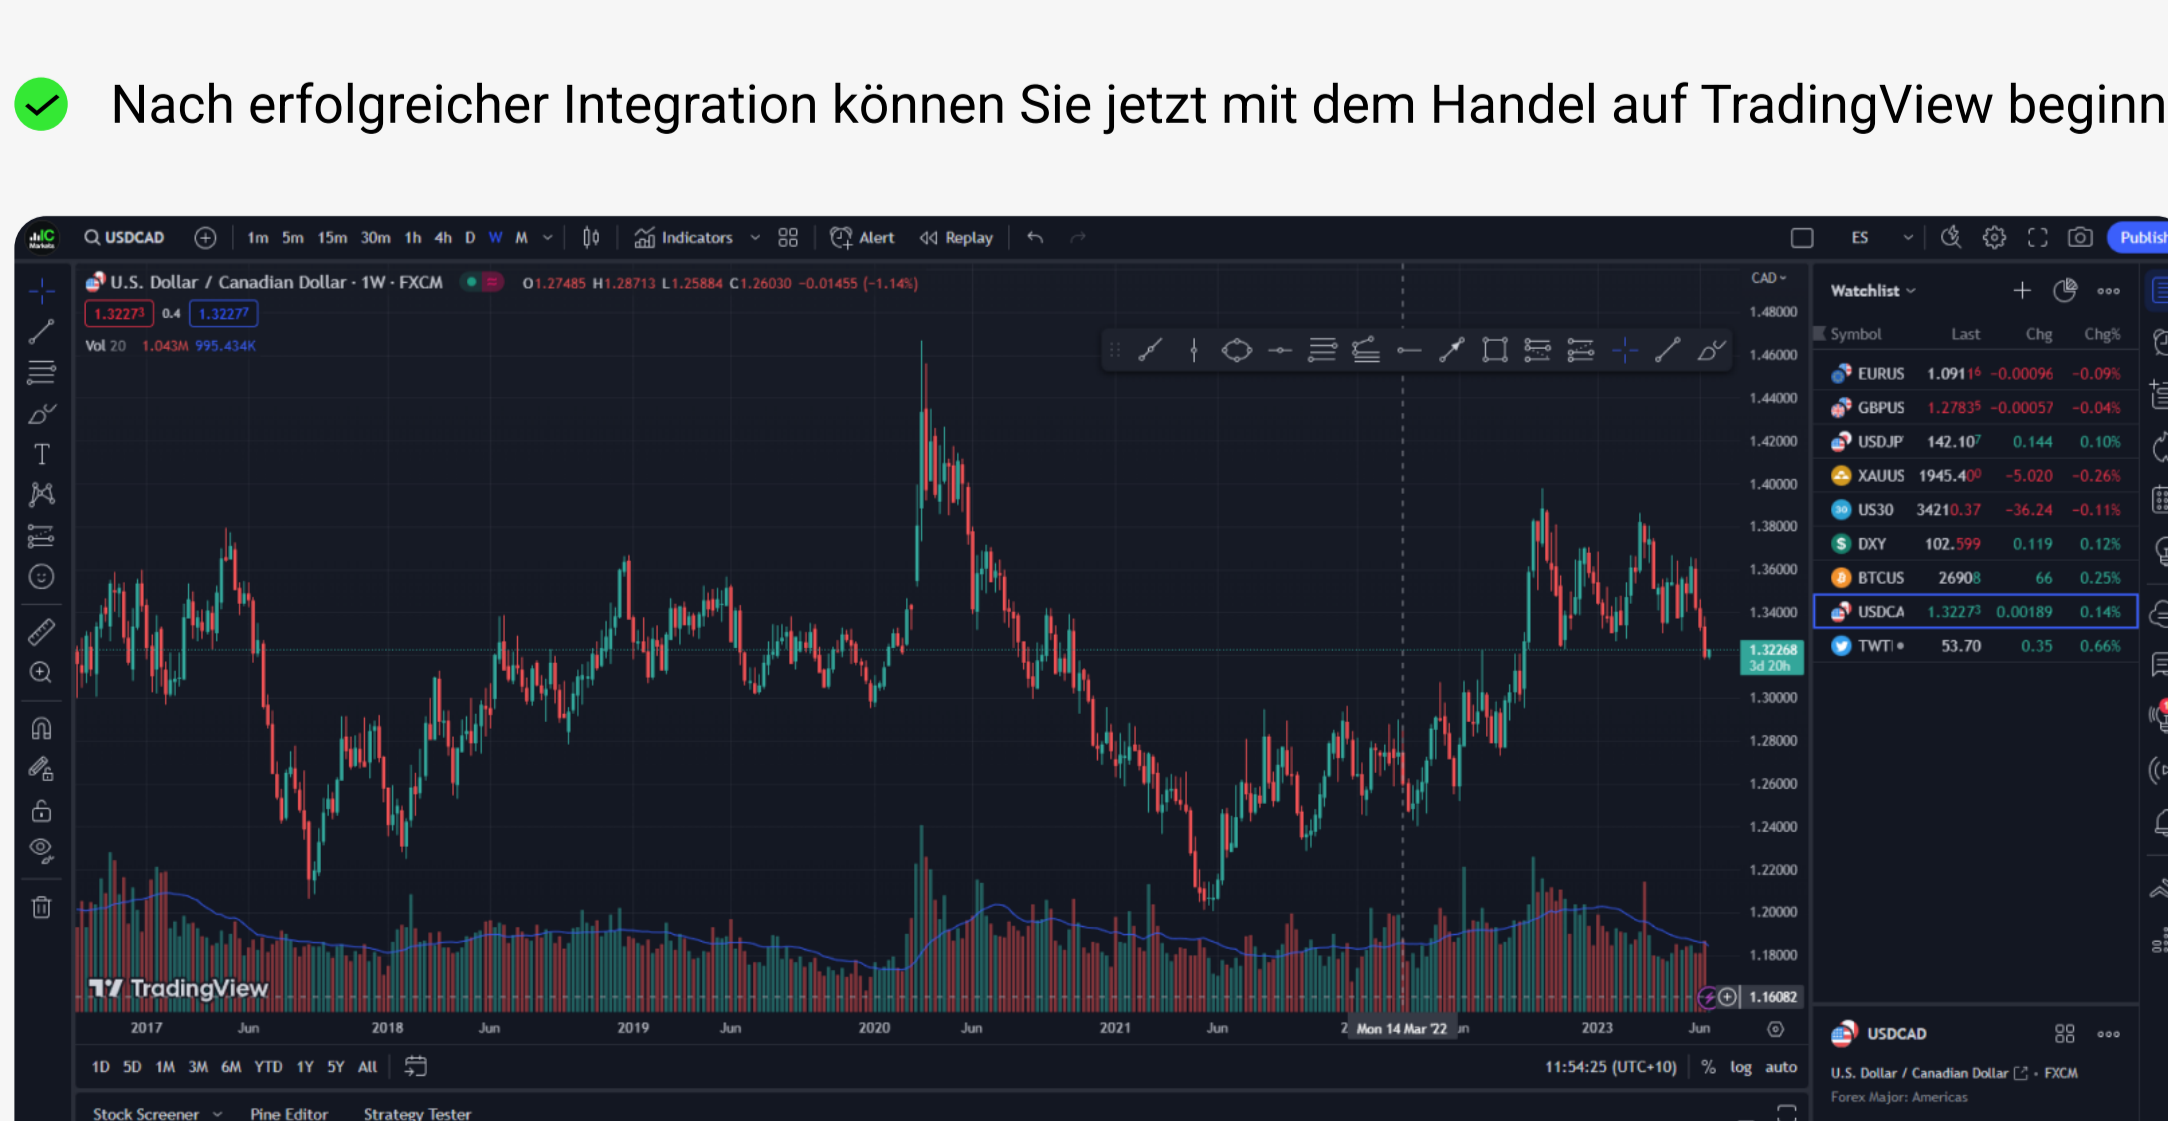 Nach erfolgreicher Integration können Sie jetzt mit dem Handel auf TradingView beginn
IC Markets USDCAD 1m 5m 15m 30m 1h 4h D W M Indicators Alert Replay ES Publish
U.S. Dollar / Canadian Dollar · 1W · FXCM O1.27485 H1.28713 L1.25884 C1.26030 −0.01455 (−1.14%)
1.32273 0.4 1.32277
Vol 20 1.043M 995.434K
CAD
1.48000
1.46000
1.44000
1.42000
1.40000
1.38000
1.36000
1.34000
1.32268
3d 20h
1.30000
1.28000
1.26000
1.24000
1.22000
1.20000
1.18000
1.16082
Watchlist
Symbol Last Chg Chg%
EURUS 1.09116 −0.00096 −0.09%
GBPUS 1.27835 −0.00057 −0.04%
USDJP 142.107 0.144 0.10%
XAUUS 1945.400 −5.020 −0.26%
30 US30 34210.37 −36.24 −0.11%
$ DXY 102.599 0.119 0.12%
BTCUS 26908 66 0.25%
USDCA 1.32273 0.00189 0.14%
TWT 53.70 0.35 0.66%
TradingView
2017 Jun 2018 Jun 2019 Jun 2020 Jun 2021 Jun 2 Mon 14 Mar '22 un 2023 Jun
1D 5D 1M 3M 6M YTD 1Y 5Y All 11:54:25 (UTC+10) % log auto
Stock Screener Pine Editor Strategy Tester
USDCAD
U.S. Dollar / Canadian Dollar · FXCM
Forex Major: Americas